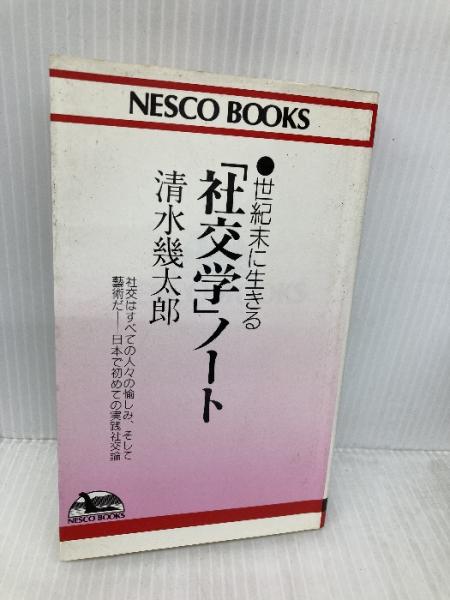 NESCO BOOKS
●世紀末に生きる
「社交学」ノート
清水幾太郎
社交はすべての人々の愉しみ、そして
藝術だ──日本で初めての実践社交論
NESCO BOOKS